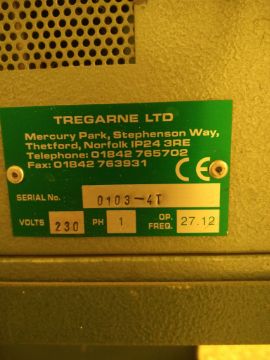 TREGARNE LTD
Mercury Park, Stephenson Way,
Thetford, Norfolk IP24 3RE
Telephone: 01842 765702
Fax: 01842 763931
CE
SERIAL No. 0103-4T
VOLTS 230 PH 1 OP. FREQ. 27.12